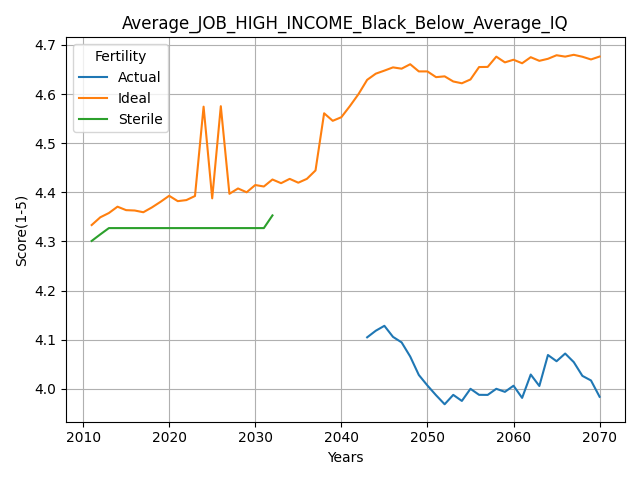 Average_JOB_HIGH_INCOME_Black_Below_Average_IQ
Fertility
Actual
Ideal
Sterile
Score(1-5)
4.7
4.6
4.5
4.4
4.3
4.2
4.1
4.0
2010 2020 2030 2040 2050 2060 2070
Years